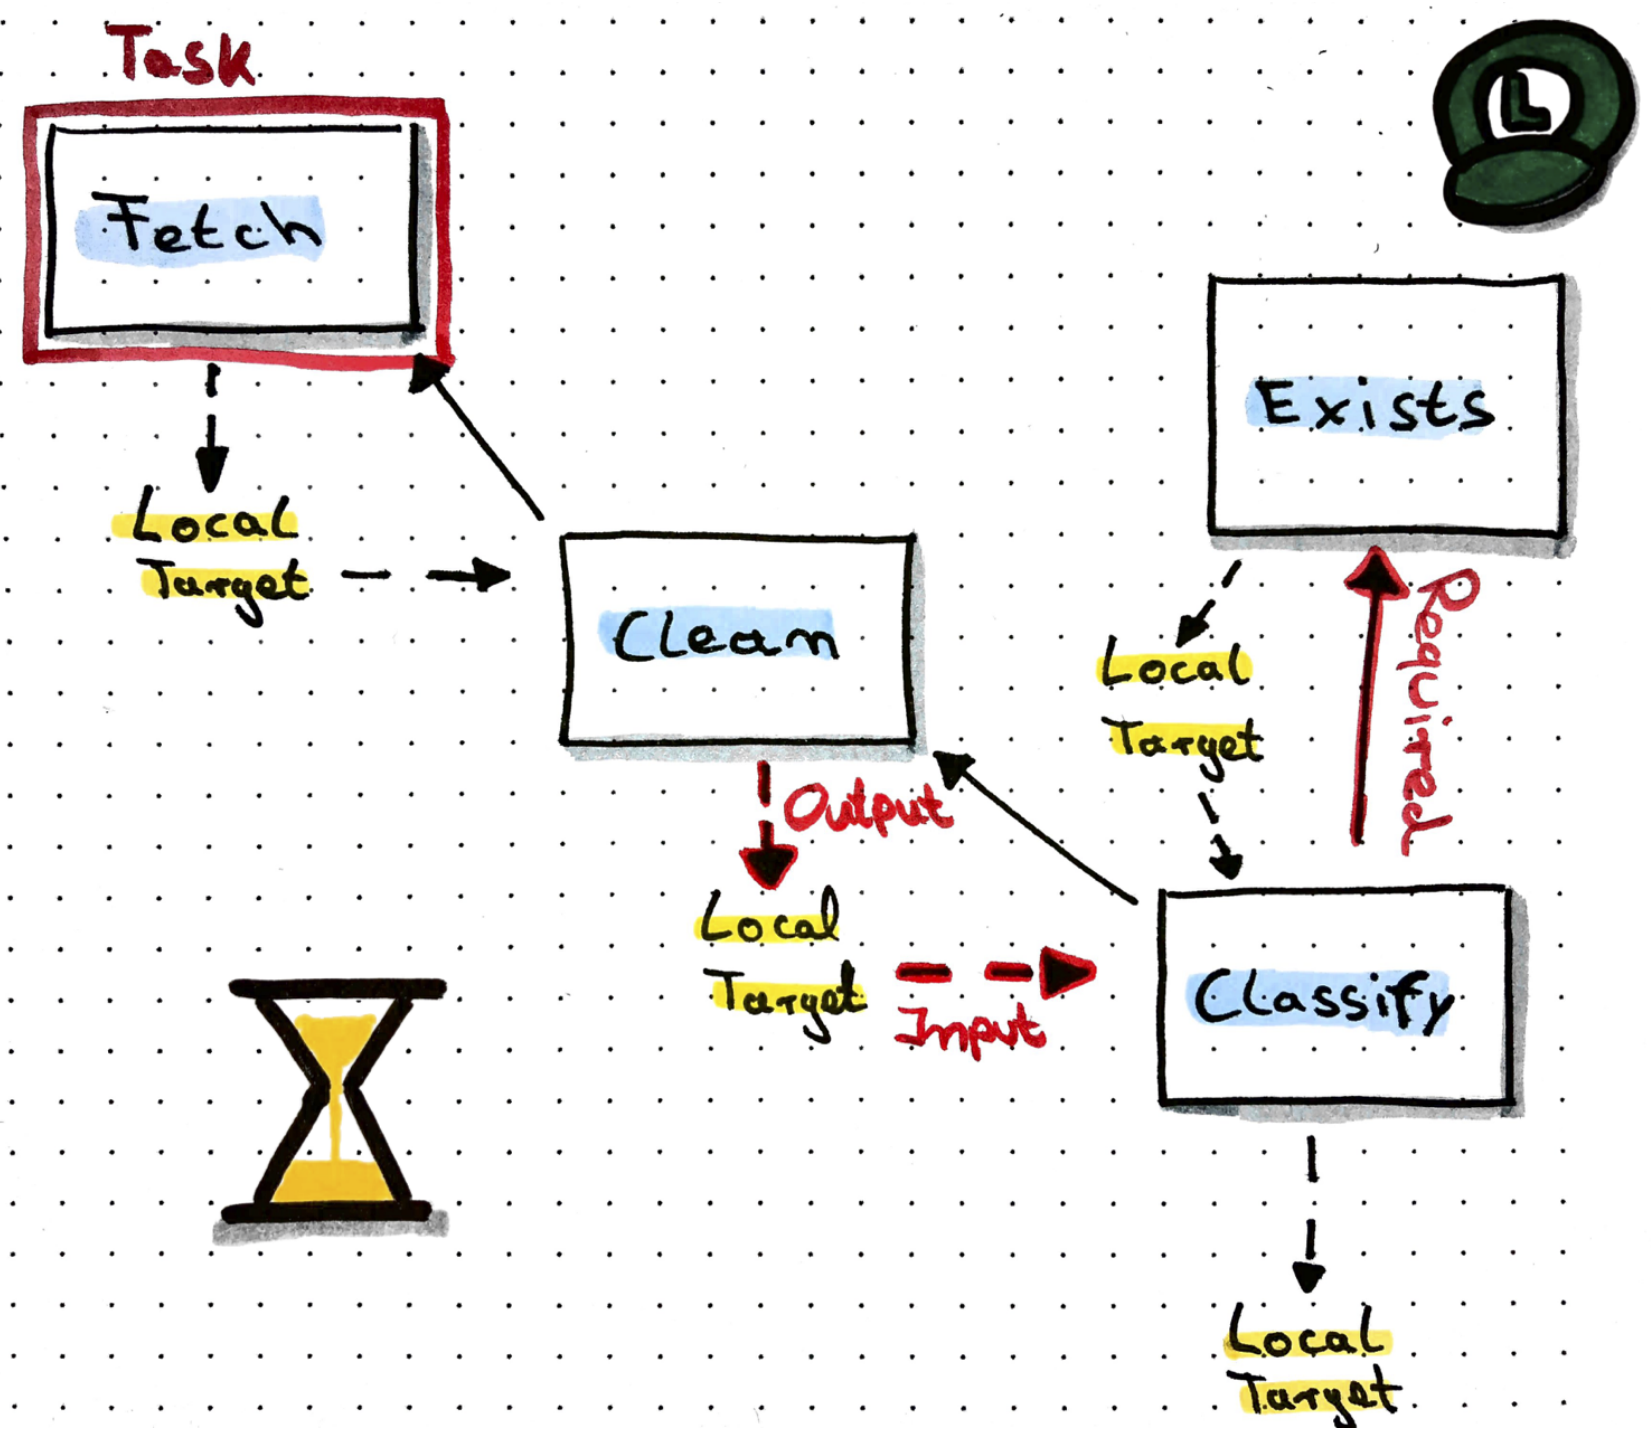 Task
L
Fetch
Exists
Local
Target
Clean
Required
Local
Target
Output
Local
Target
Input
Classify
Local
Target